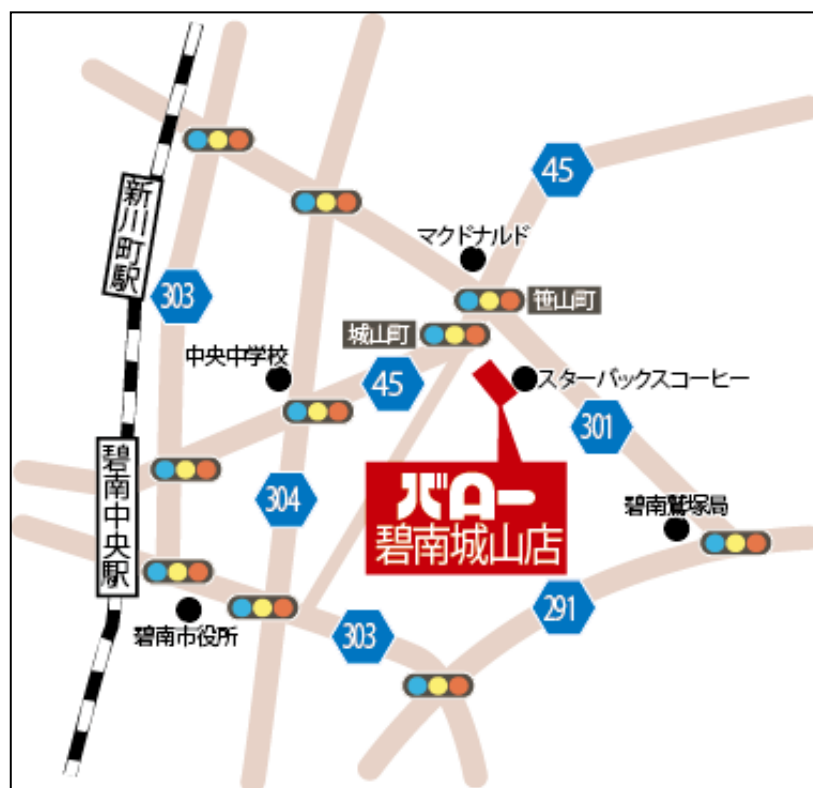 45
マクドナルド
新川町駅
303
笹山町
城山町
中央中学校
45
スターバックスコーヒー
301
碧南中央駅
304
バロー
碧南城山店
碧南鷲塚局
碧南市役所
303
291